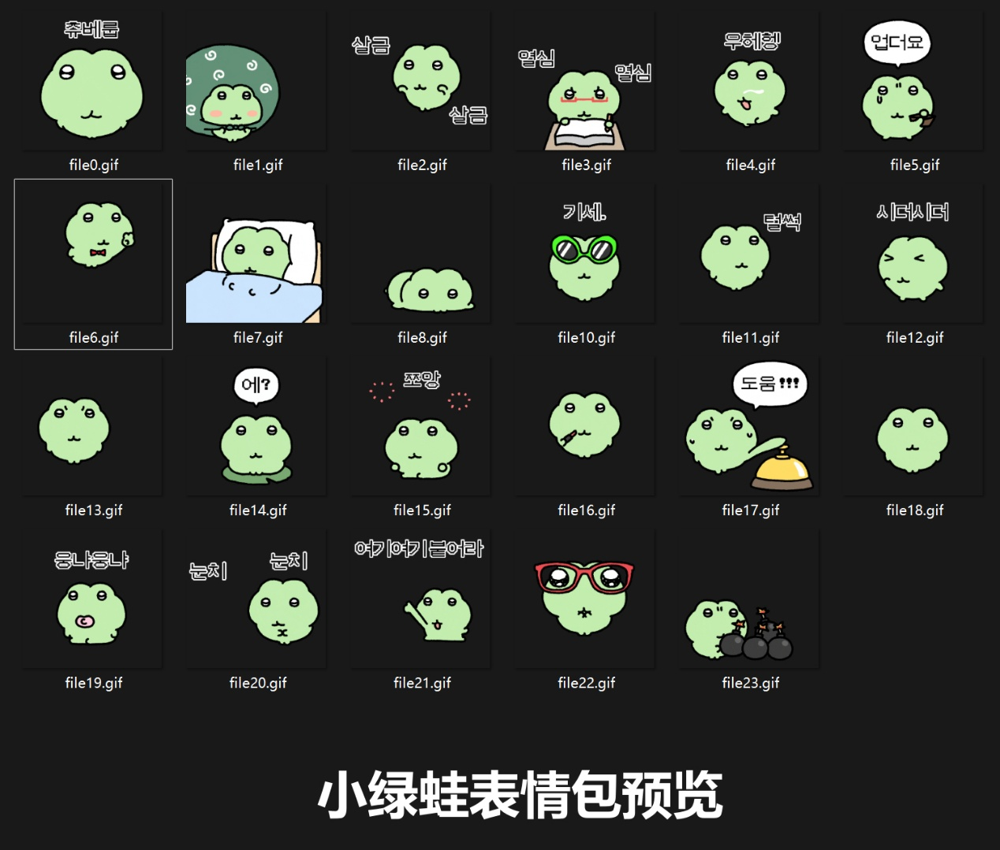 츄베릅
살금
살금
열심
열심
우헤헹
업더요
file0.gif
file1.gif
file2.gif
file3.gif
file4.gif
file5.gif
기세.
털썩
시더시더
file6.gif
file7.gif
file8.gif
file10.gif
file11.gif
file12.gif
에?
쪼앙
도움!!!
file13.gif
file14.gif
file15.gif
file16.gif
file17.gif
file18.gif
웅냐웅냐
눈치
눈치
여기여기붙어라
file19.gif
file20.gif
file21.gif
file22.gif
file23.gif
小绿蛙表情包预览